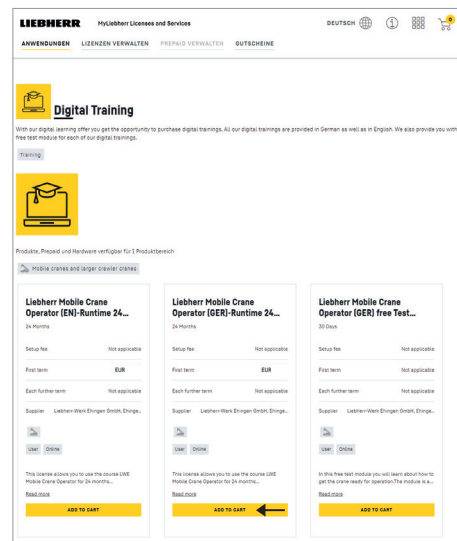 LIEBHERR MyLiebherr Licenses and Services DEUTSCH 0
ANWENDUNGEN LIZENZEN VERWALTEN PREPAID VERWALTEN GUTSCHEINE
Digital Training
With our digital learning offer you get the opportunity to purchase digital trainings. All our digital trainings are provided in German as well as in English. We also provide you with
free test module for each of our digital trainings.
Training
Produkte, Prepaid und Hardware verfügbar für 1 Produktbereich
Mobile cranes and larger crawler cranes
Liebherr Mobile Crane
Operator (EN)-Runtime 24...
24 Months
Setup fee Not applicable
First term EUR
Each further term Not applicable
Supplier Liebherr-Werk Ehingen GmbH, Ehinge...
User Online
This license allows you to use the course LWE
Mobile Crane Operator for 24 months...
Read more
ADD TO CART
Liebherr Mobile Crane
Operator (GER)-Runtime 24...
24 Months
Setup fee Not applicable
First term EUR
Each further term Not applicable
Supplier Liebherr-Werk Ehingen GmbH, Ehinge...
User Online
This license allows you to use the course LWE
Mobile Crane Operator for 24 months...
Read more
ADD TO CART
Liebherr Mobile Crane
Operator (GER) free Test...
30 Days
Setup fee Not applicable
First term Not applicable
Each further term Not applicable
Supplier Liebherr-Werk Ehingen GmbH, Ehinge...
User Online
In this free test module you will learn about how to
get the crane ready for operation.The module is a...
Read more
ADD TO CART